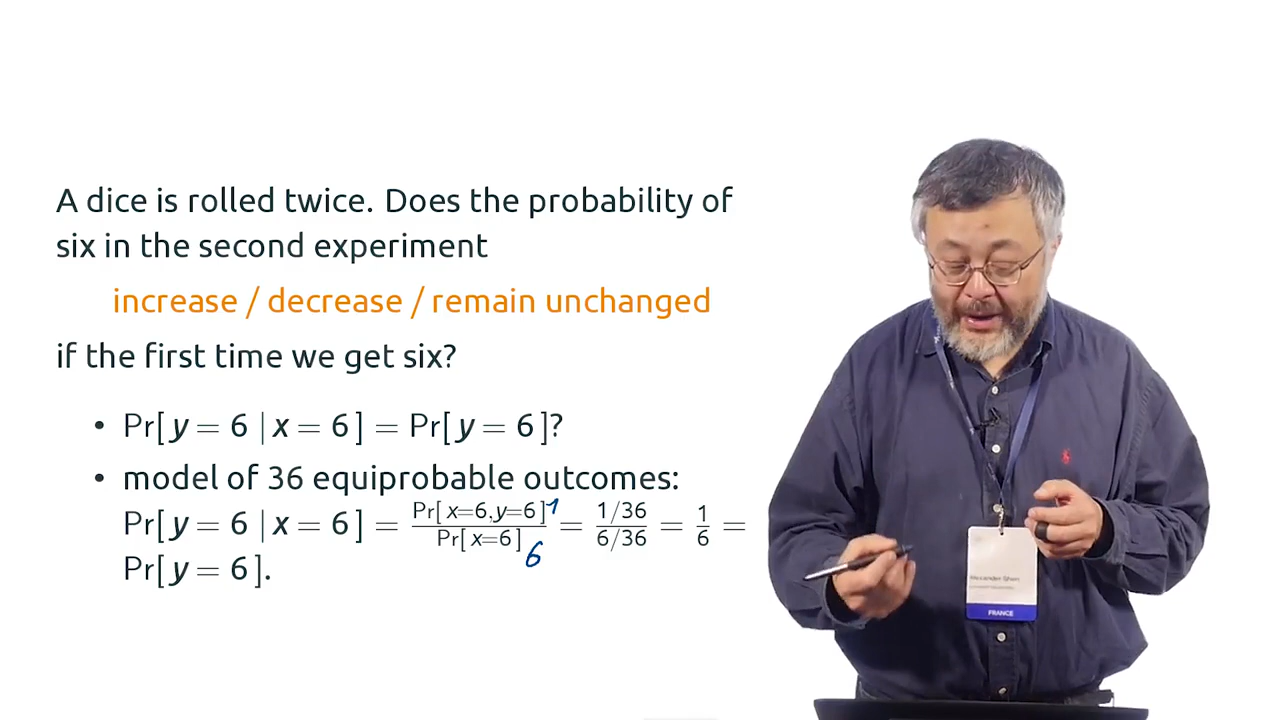 A dice is rolled twice. Does the probability of
six in the second experiment
increase / decrease / remain unchanged
if the first time we get six?
• Pr[ y = 6 | x = 6 ] = Pr[ y = 6 ]?
• model of 36 equiprobable outcomes:
Pr[ y = 6 | x = 6 ] = Pr[ x=6,y=6 ] / Pr[ x=6 ] = 1/36 / 6/36 = 1/6 =
1
6
Pr[ y = 6 ].
Alexander Shen
FRANCE